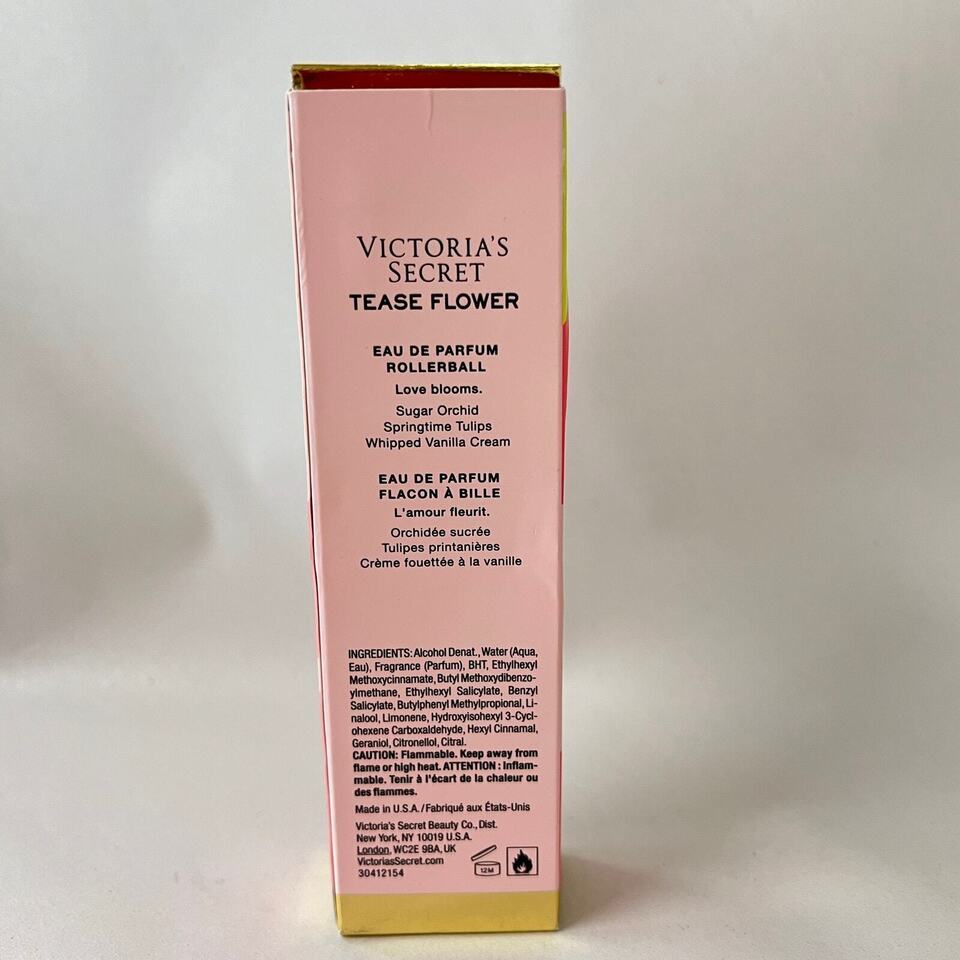 VICTORIA'S
SECRET
TEASE FLOWER
EAU DE PARFUM
ROLLERBALL
Love blooms.
Sugar Orchid
Springtime Tulips
Whipped Vanilla Cream
EAU DE PARFUM
FLACON À BILLE
L'amour fleurit.
Orchidée sucrée
Tulipes printanières
Crème fouettée à la vanille
INGREDIENTS: Alcohol Denat., Water (Aqua,
Eau), Fragrance (Parfum), BHT, Ethylhexyl
Methoxycinnamate, Butyl Methoxydibenzo-
ylmethane, Ethylhexyl Salicylate, Benzyl
Salicylate, Butylphenyl Methylpropional, Li-
nalool, Limonene, Hydroxyisohexyl 3-Cycl-
ohexene Carboxaldehyde, Hexyl Cinnamal,
Geraniol, Citronellol, Citral.
CAUTION: Flammable. Keep away from
flame or high heat. ATTENTION : Inflam-
mable. Tenir à l'écart de la chaleur ou
des flammes.
Made in U.S.A./Fabriqué aux États-Unis
Victoria's Secret Beauty Co., Dist.
New York, NY 10019 U.S.A.
London, WC2E 9BA, UK
VictoriasSecret.com
30412154
12M